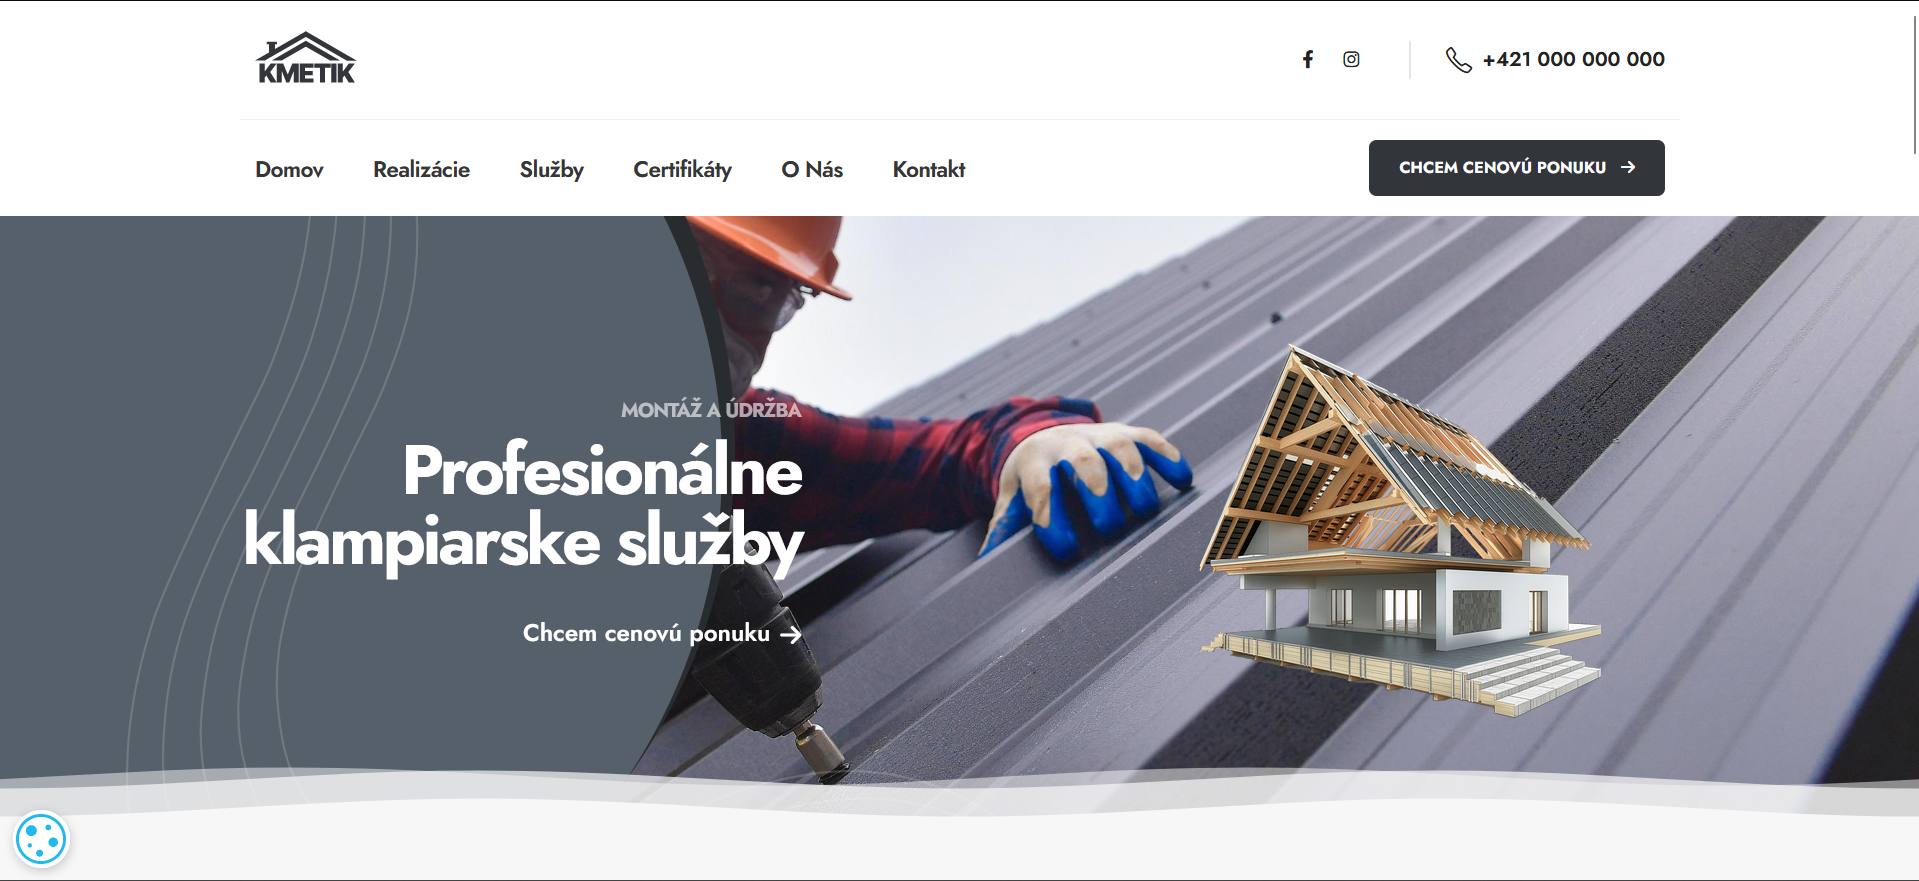 KMETIK
+421 000 000 000
Domov
Realizácie
Služby
Certifikáty
O Nás
Kontakt
CHCEM CENOVÚ PONUKU
MONTÁŽ A ÚDRŽBA
Profesionálne
klampiarske služby
Chcem cenovú ponuku